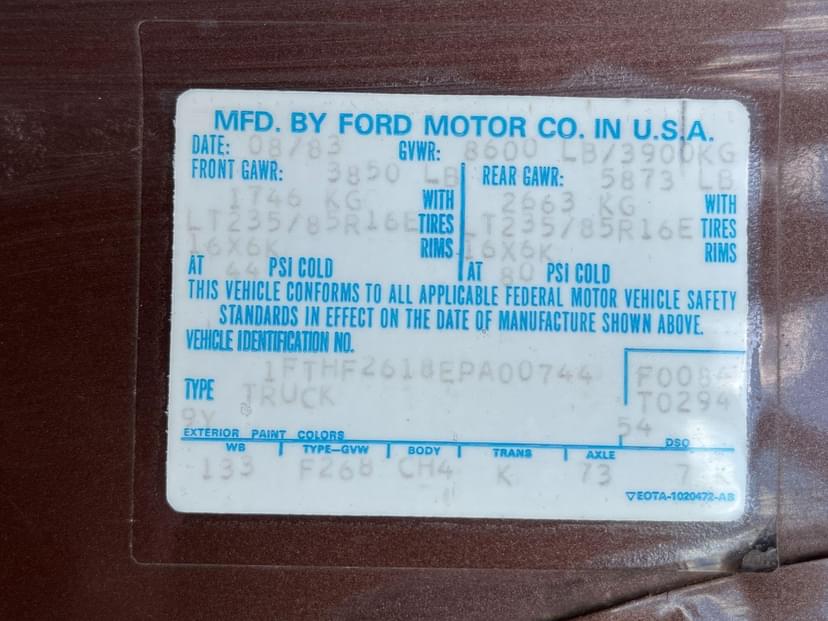 MFD. BY FORD MOTOR CO. IN U.S.A.
DATE: 08/83 GVWR: 8600 LB/3900KG
FRONT GAWR: 3850 LB REAR GAWR: 5873 LB
1746 KG WITH 2663 KG WITH
LT235/85R16E TIRES LT235/85R16E TIRES
16X6K RIMS 16X6K RIMS
AT 44 PSI COLD AT 80 PSI COLD
THIS VEHICLE CONFORMS TO ALL APPLICABLE FEDERAL MOTOR VEHICLE SAFETY
STANDARDS IN EFFECT ON THE DATE OF MANUFACTURE SHOWN ABOVE.
VEHICLE IDENTIFICATION NO.
1FTHF2618EPA00744
TYPE TRUCK T0294
9Y 54
EXTERIOR PAINT COLORS DSO
WB TYPE-GVW BODY TRANS AXLE
133 F268 CH4 K 73 7
▽EOTA-1020472-AB